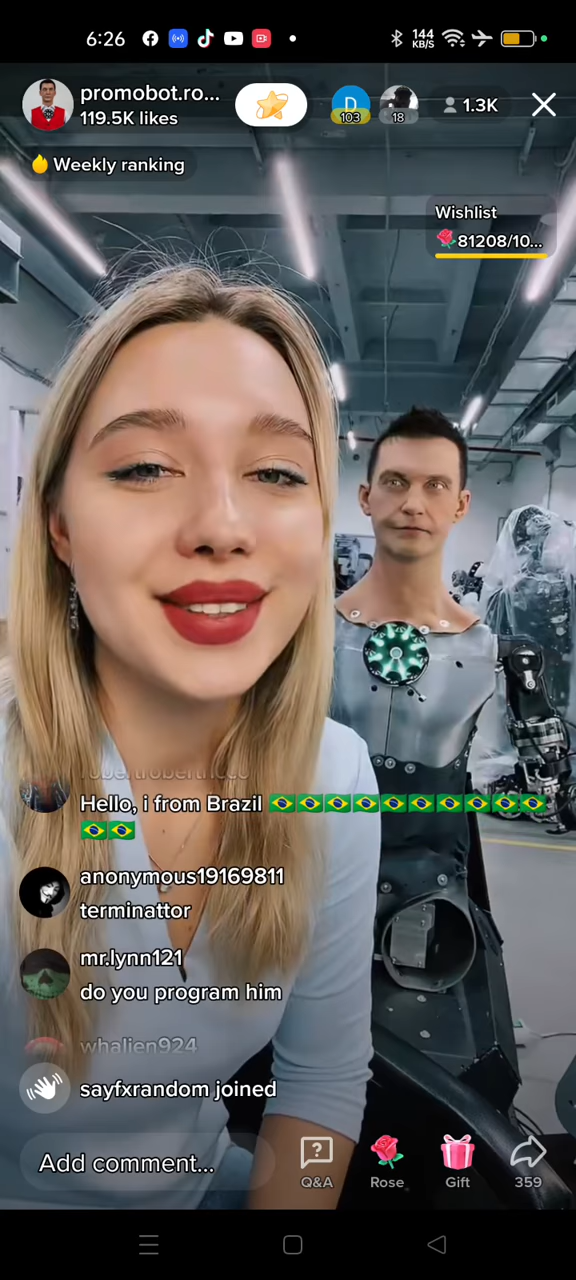 6:26
144
KB/S
promobot.ro...
119.5K likes
D
103
18
1.3K
Weekly ranking
Wishlist
🌹81208/10...
robertrobertricco
Hello, i from Brazil 🇧🇷🇧🇷🇧🇷🇧🇷🇧🇷🇧🇷🇧🇷🇧🇷🇧🇷🇧🇷
🇧🇷🇧🇷
anonymous19169811
terminattor
mr.lynn121
do you program him
whalien924
sayfxrandom joined
Add comment...
Q&A
Rose
Gift
359